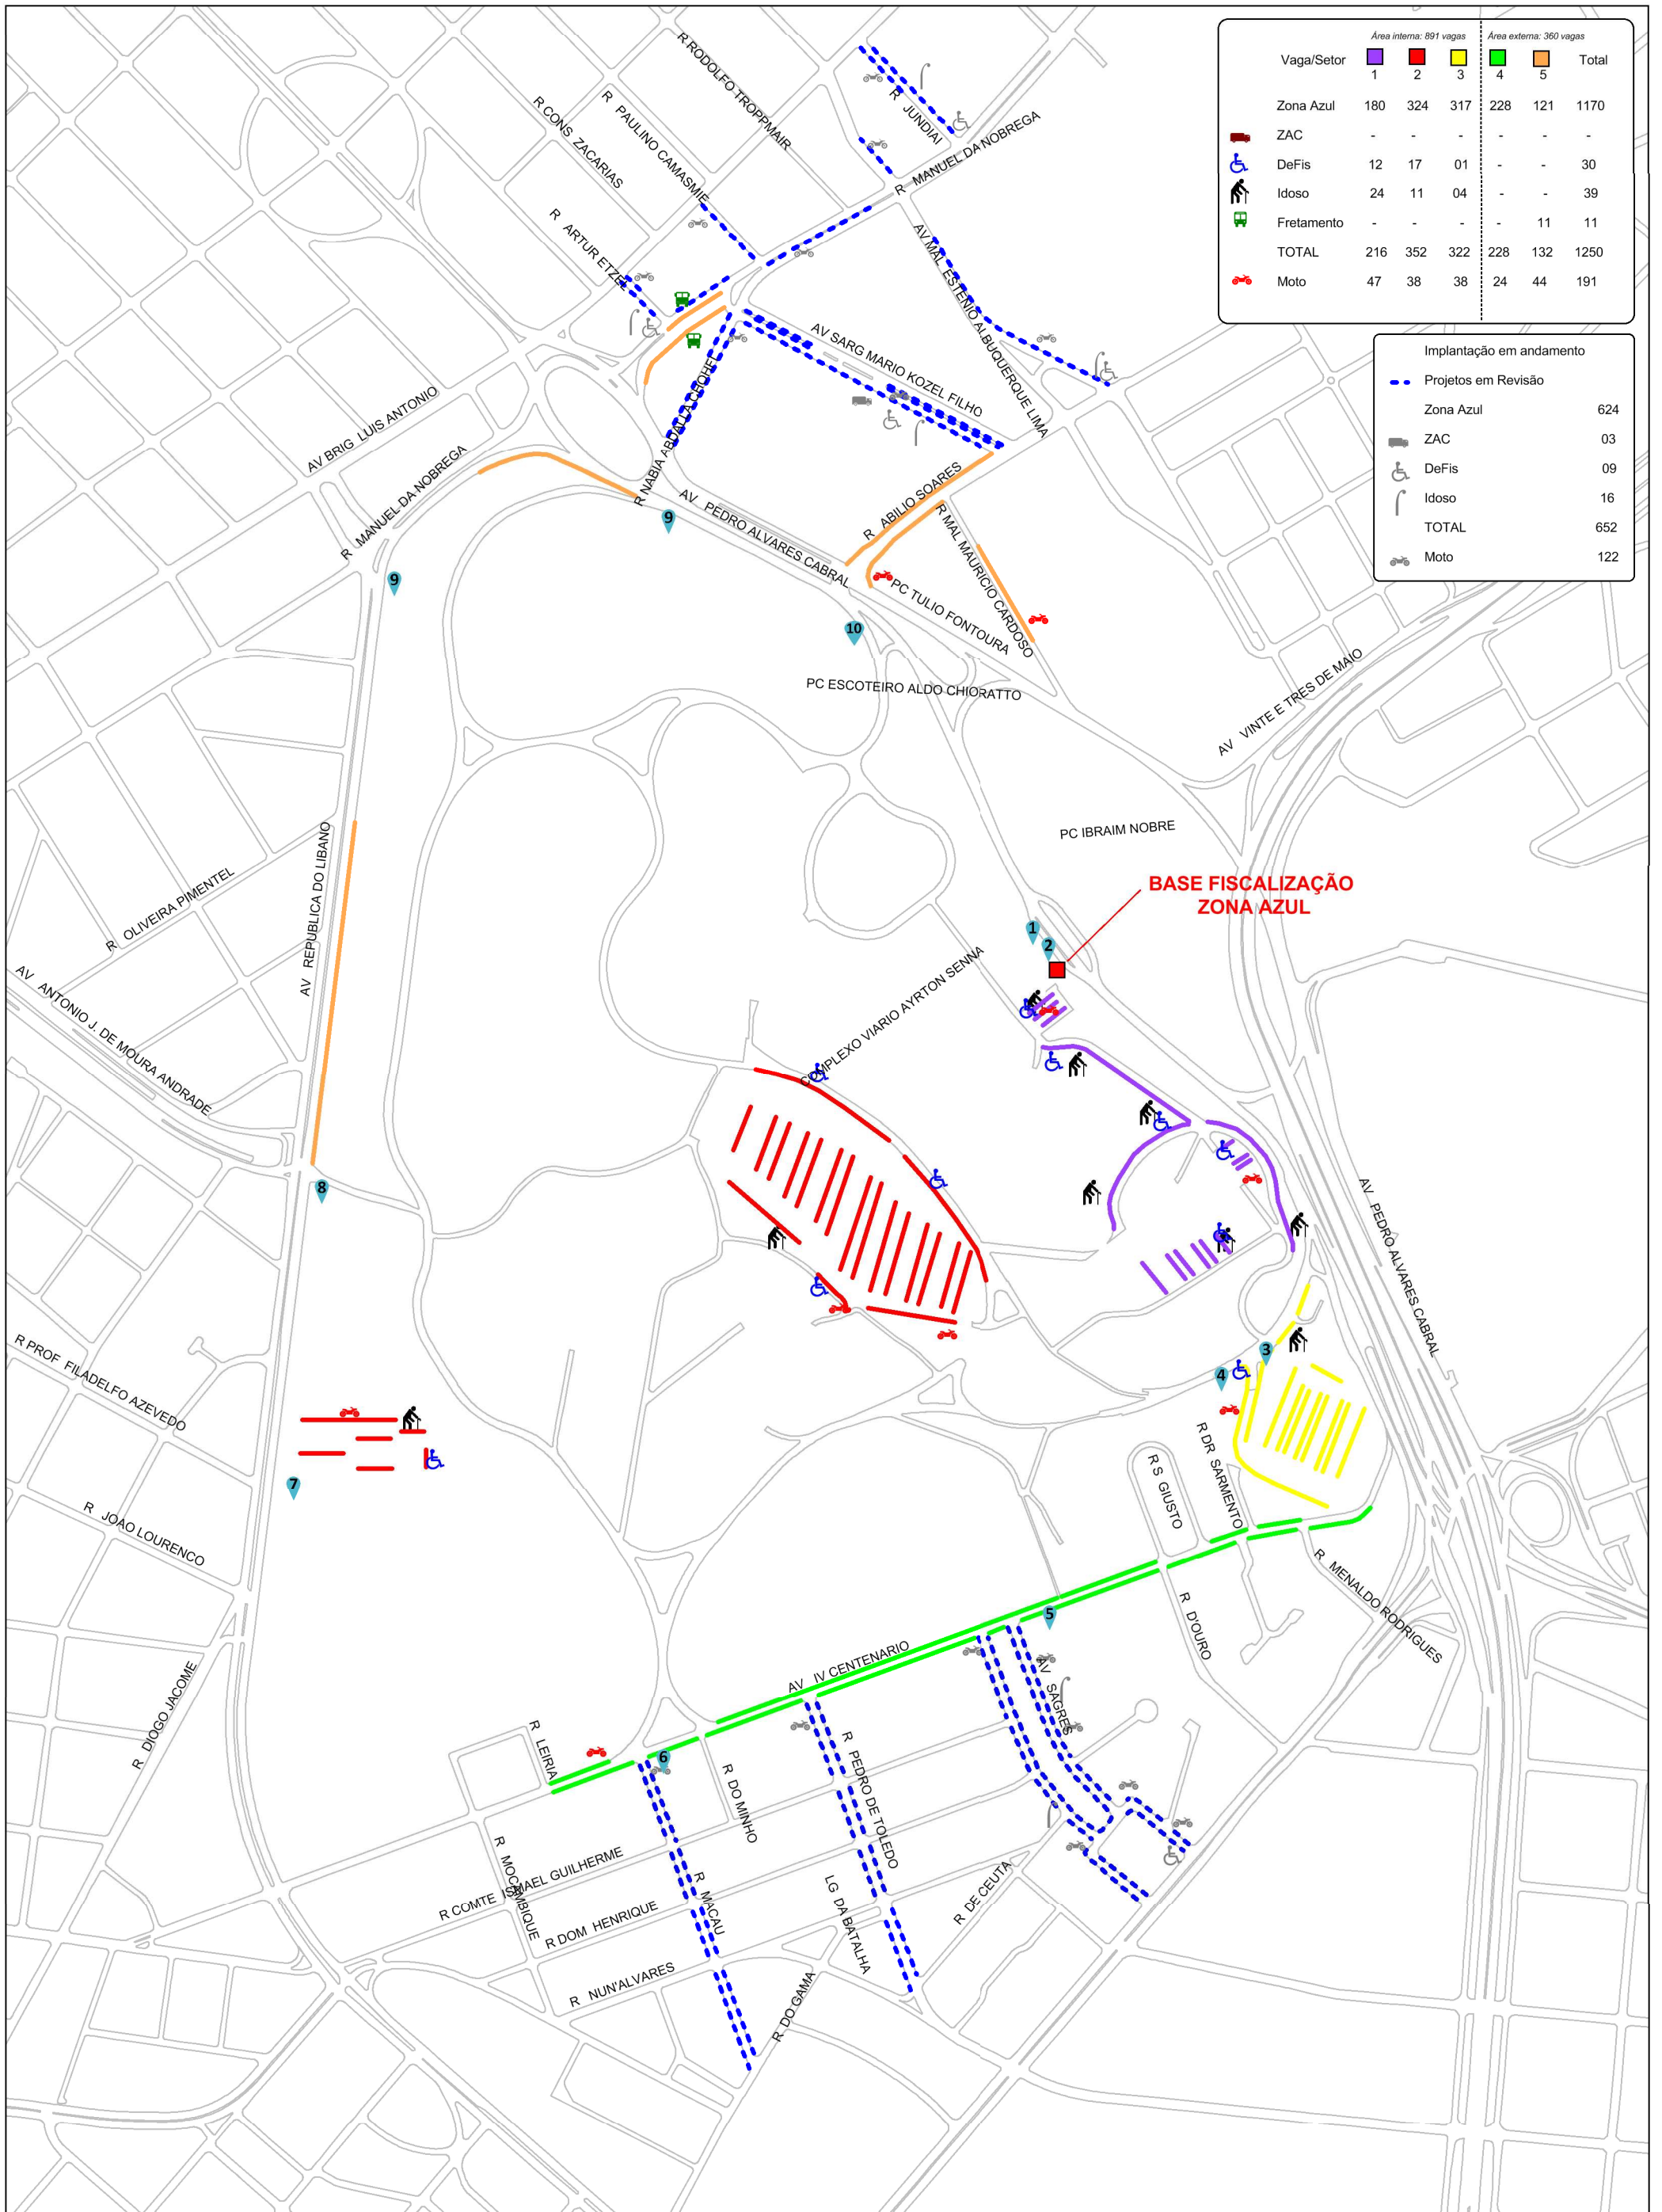 Área interna: 891 vagas Área externa: 360 vagas
Vaga/Setor 1 2 3 4 5 Total
Zona Azul 180 324 317 228 121 1170
ZAC - - - - - -
DeFis 12 17 01 - - 30
Idoso 24 11 04 - - 39
Fretamento - - - - 11 11
TOTAL 216 352 322 228 132 1250
Moto 47 38 38 24 44 191
Implantação em andamento
Projetos em Revisão
Zona Azul 624
ZAC 03
DeFis 09
Idoso 16
TOTAL 652
Moto 122
R RODOLFO TROPPMAIR
R PAULINO CAMASMIE
R CONS ZACARIAS
R JUNDIAI
R MANUEL DA NOBREGA
R ARTUR ETZEL
AV MAL ESTENIO ALBUQUERQUE LIMA
AV SARG MARIO KOZEL FILHO
R NABIA ABDALLA CHOHFI
AV BRIG LUIS ANTONIO
R MANUEL DA NOBREGA
R ABILIO SOARES
AV PEDRO ALVARES CABRAL
R MAL MAURICIO CARDOSO
PC TULIO FONTOURA
9
9
10
PC ESCOTEIRO ALDO CHIORATTO
AV VINTE E TRES DE MAIO
PC IBRAIM NOBRE
BASE FISCALIZAÇÃO
ZONA AZUL
AV REPUBLICA DO LIBANO
R OLIVEIRA PIMENTEL
1
2
AV ANTONIO J. DE MOURA ANDRADE
COMPLEXO VIARIO AYRTON SENNA
8
AV PEDRO ALVARES CABRAL
3
4
R PROF FILADELFO AZEVEDO
7
R JOAO LOURENCO
R S GIUSTO
R DR SARMENTO
R MENALDO RODRIGUES
R D'OURO
5
AV IV CENTENARIO
AV SAGRES
R DIOGO JACOME
R LEIRIA
6
R DO MINHO
R PEDRO DE TOLEDO
R MOCAMBIQUE
R COMTE ISMAEL GUILHERME
R MACAU
R DOM HENRIQUE
LG DA BATALHA
R DE CEUTA
R NUN'ALVARES
R DO GAMA